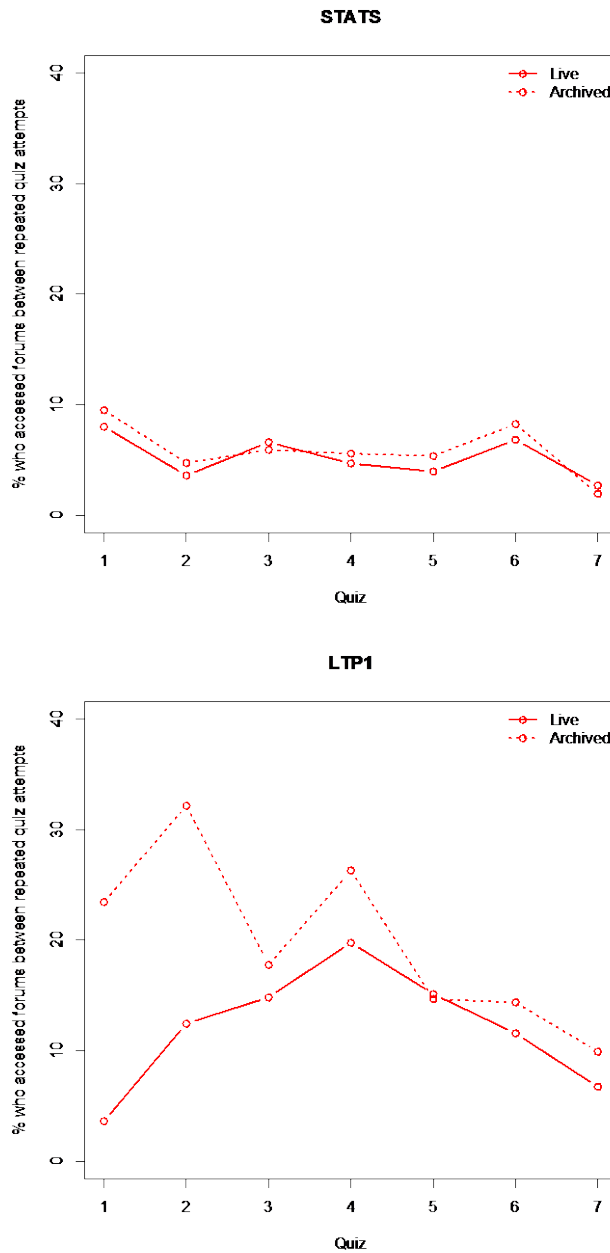 STATS
Live
Archived
% who accessed forums between repeated quiz attempts
40
30
20
10
0
1 2 3 4 5 6 7
Quiz
LTP1
Live
Archived
% who accessed forums between repeated quiz attempts
40
30
20
10
0
1 2 3 4 5 6 7
Quiz